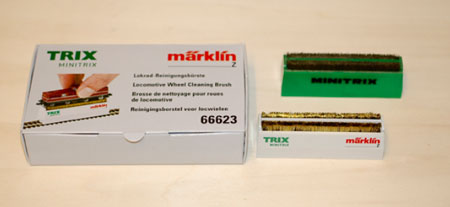 TRIX
MINITRIX
märklin
Z
Lokrad-Reinigungsbürste
Locomotive Wheel Cleaning Brush
Brosse de nettoyage pour roues
de locomotive
Reinigingsborstel voor locwielen
66623
MINITRIX
TRIX
MINITRIX
märklin
Z